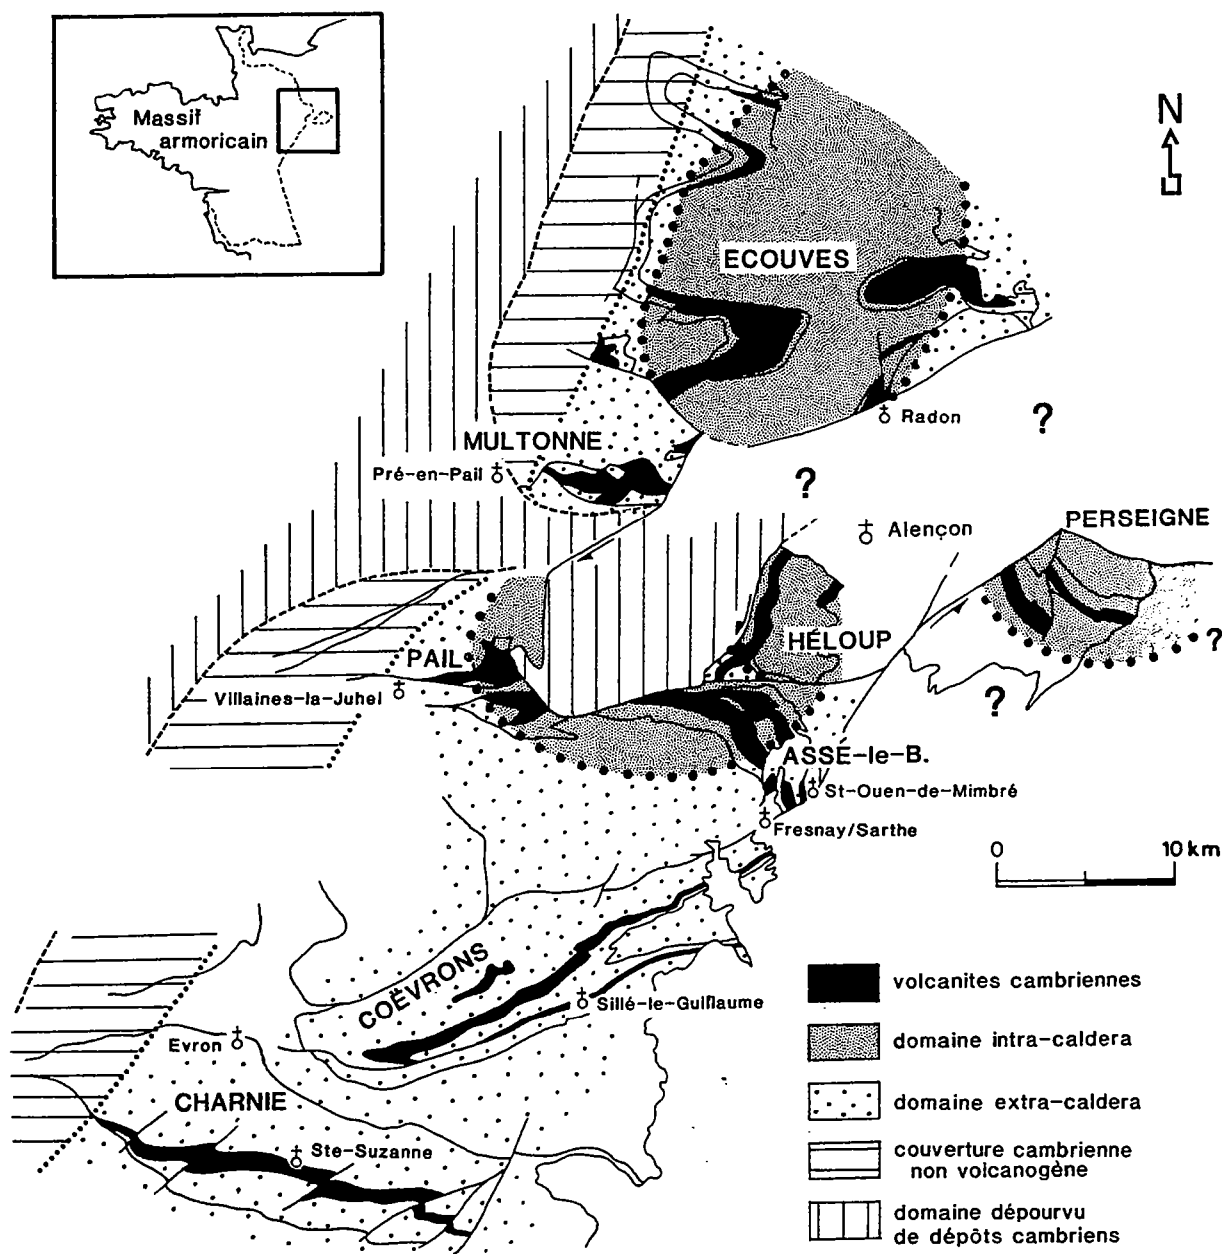 Massif
armoricain
N
ECOUVES
Radon
?
MULTONNE
Pré-en-Pail
?
Alençon
PERSEIGNE
HÉLOUP
PAIL
?
Villaines-la-Juhel
?
ASSÉ-le-B.
St-Ouen-de-Mimbré
Fresnay/Sarthe
0 10 km
COËVRONS
Sillé-le-Guillaume
Evron
CHARNIE
Ste-Suzanne
volcanites cambriennes
domaine intra-caldera
domaine extra-caldera
couverture cambrienne
non volcanogène
domaine dépourvu
de dépôts cambriens